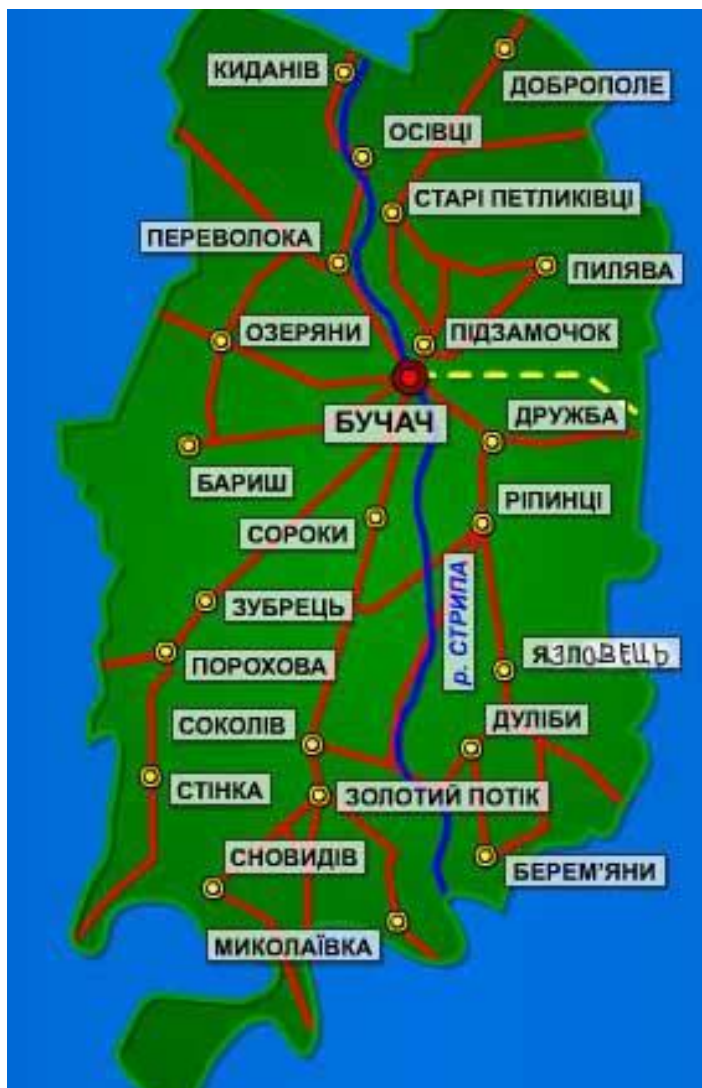 КИДАНІВ
ДОБРОПОЛЕ
ОСІВЦІ
СТАРІ ПЕТЛИКІВЦІ
ПЕРЕВОЛОКА
ПИЛЯВА
ОЗЕРЯНИ
ПІДЗАМОЧОК
БУЧАЧ
ДРУЖБА
БАРИШ
РІПИНЦІ
СОРОКИ
р. СТРИПА
ЗУБРЕЦЬ
ПОРОХОВА
ЯЗЛОВЕЦЬ
ДУЛІБИ
СОКОЛІВ
СТІНКА
ЗОЛОТИЙ ПОТІК
СНОВИДІВ
БЕРЕМ'ЯНИ
МИКОЛАЇВКА